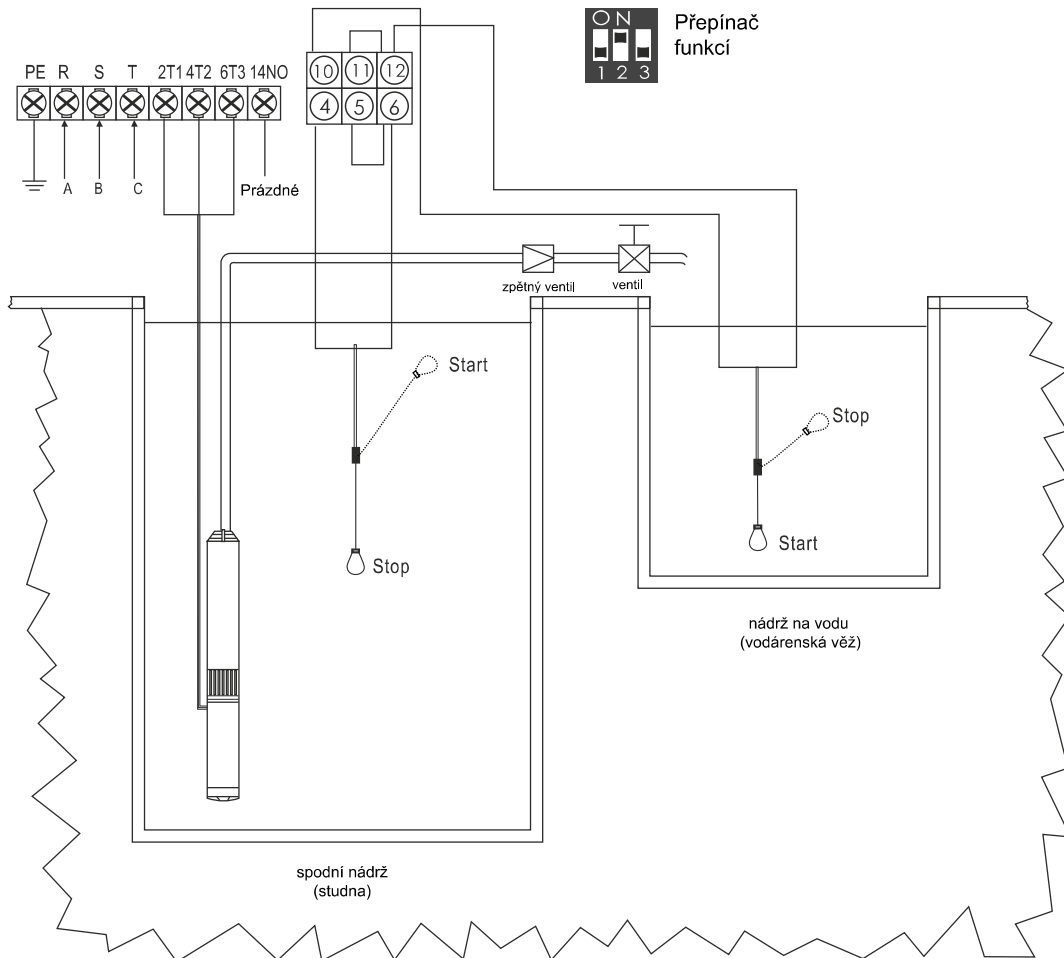 ON
1 2 3
Přepínač
funkcí
10 11 12
4 5 6
PE R S T 2T1 4T2 6T3 14NO
A B C Prázdné
zpětný ventil
ventil
Start
Stop
Stop
Start
nádrž na vodu
(vodárenská věž)
spodní nádrž
(studna)